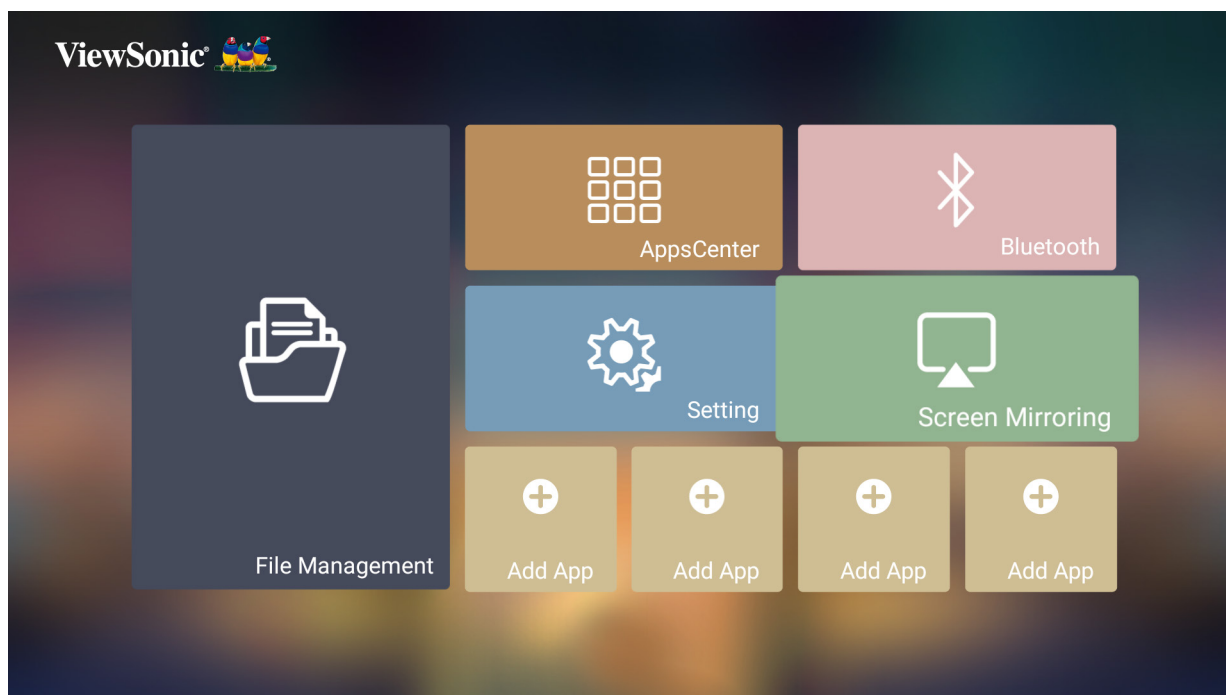 ViewSonic®
AppsCenter
Bluetooth
Setting
Screen Mirroring
File Management
Add App
Add App
Add App
Add App